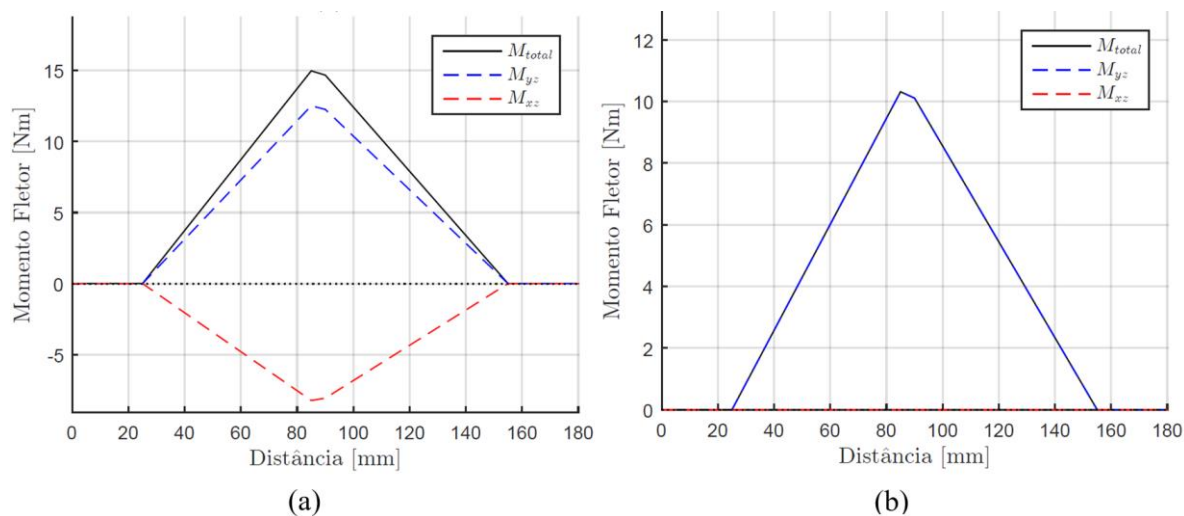 15
10
5
0
-5
Momento Fletor [Nm]
M_total
M_yz
M_xz
0 20 40 60 80 100 120 140 160 180
Distância [mm]
(a)
12
10
8
6
4
2
0
Momento Fletor [Nm]
M_total
M_yz
M_xz
0 20 40 60 80 100 120 140 160 180
Distância [mm]
(b)